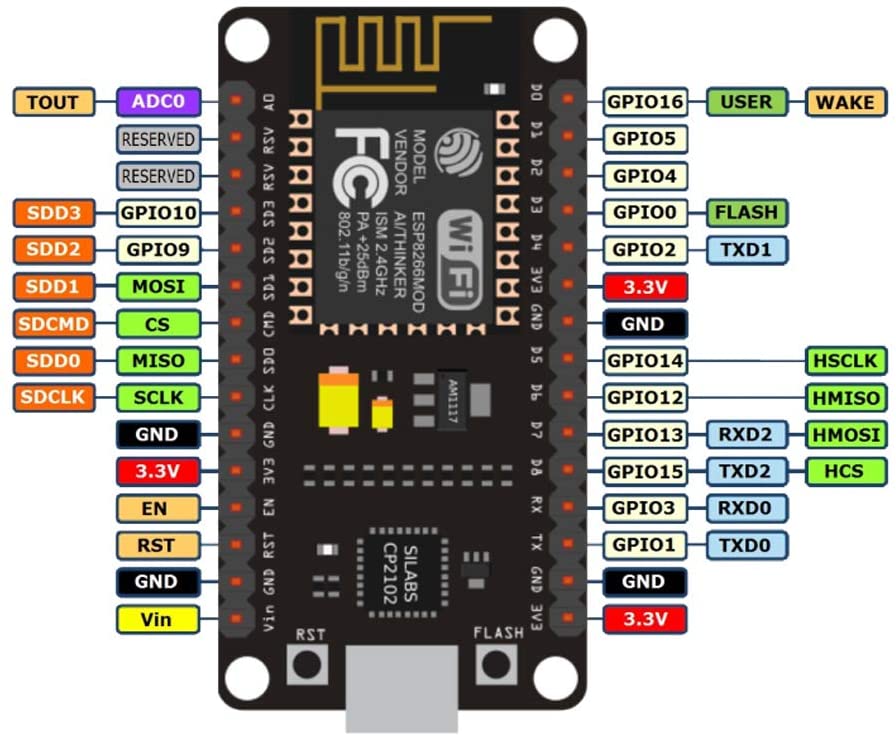 TOUT ADC0 A0 D0 GPIO16 USER WAKE
RESERVED RSV D1 GPIO5
RESERVED RSV D2 GPIO4
SDD3 GPIO10 SD3 D3 GPIO0 FLASH
SDD2 GPIO9 SD2 D4 GPIO2 TXD1
SDD1 MOSI SD1 3V3 3.3V
SDCMD CS CMD GND GND
SDD0 MISO SD0 D5 GPIO14 HSCLK
SDCLK SCLK CLK D6 GPIO12 HMISO
GND GND D7 GPIO13 RXD2 HMOSI
3.3V 3V3 D8 GPIO15 TXD2 HCS
EN EN RX GPIO3 RXD0
RST RST TX GPIO1 TXD0
GND GND GND GND
Vin Vin 3V3 3.3V
MODEL ESP8266MOD
VENDOR AI/THINKER
ISM 2.4GHz
PA +25dBm
802.11b/g/n
FC
Wi Fi
AM1117
SILABS
CP2102
RST
FLASH